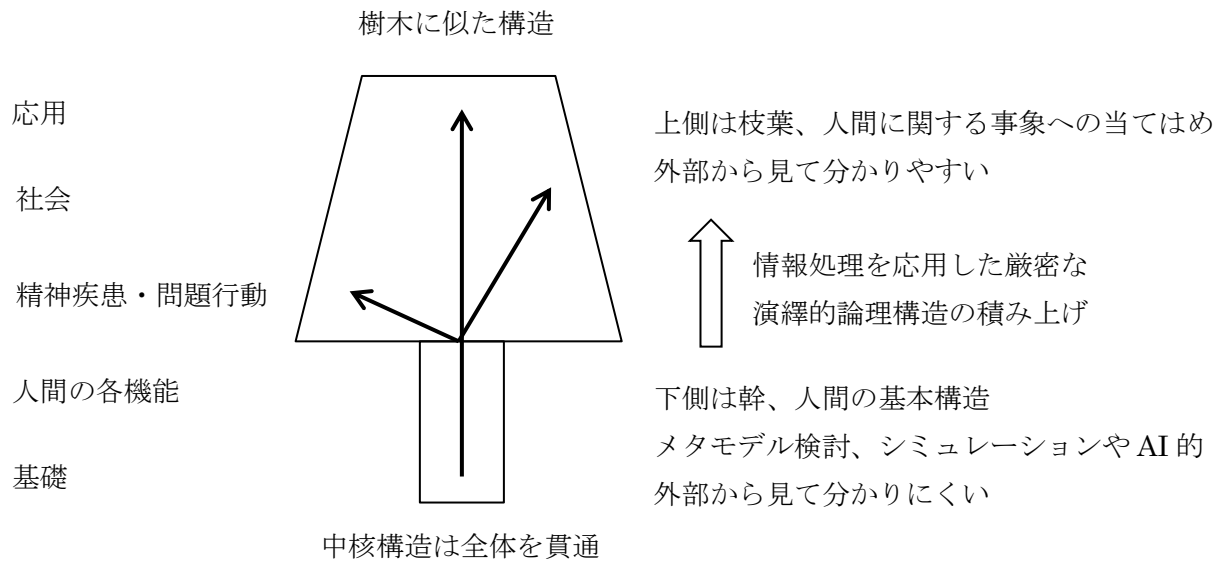 樹木に似た構造
応用
社会
精神疾患・問題行動
人間の各機能
基礎
上側は枝葉、人間に関する事象への当てはめ
外部から見て分かりやすい
情報処理を応用した厳密な
演繹的論理構造の積み上げ
下側は幹、人間の基本構造
メタモデル検討、シミュレーションや AI 的
外部から見て分かりにくい
中核構造は全体を貫通